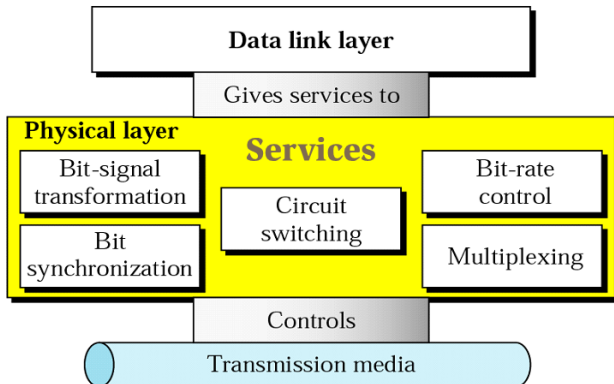 Data link layer
Gives services to
Physical layer
Services
Bit-signal
transformation
Bit-rate
control
Circuit
switching
Bit
synchronization
Multiplexing
Controls
Transmission media